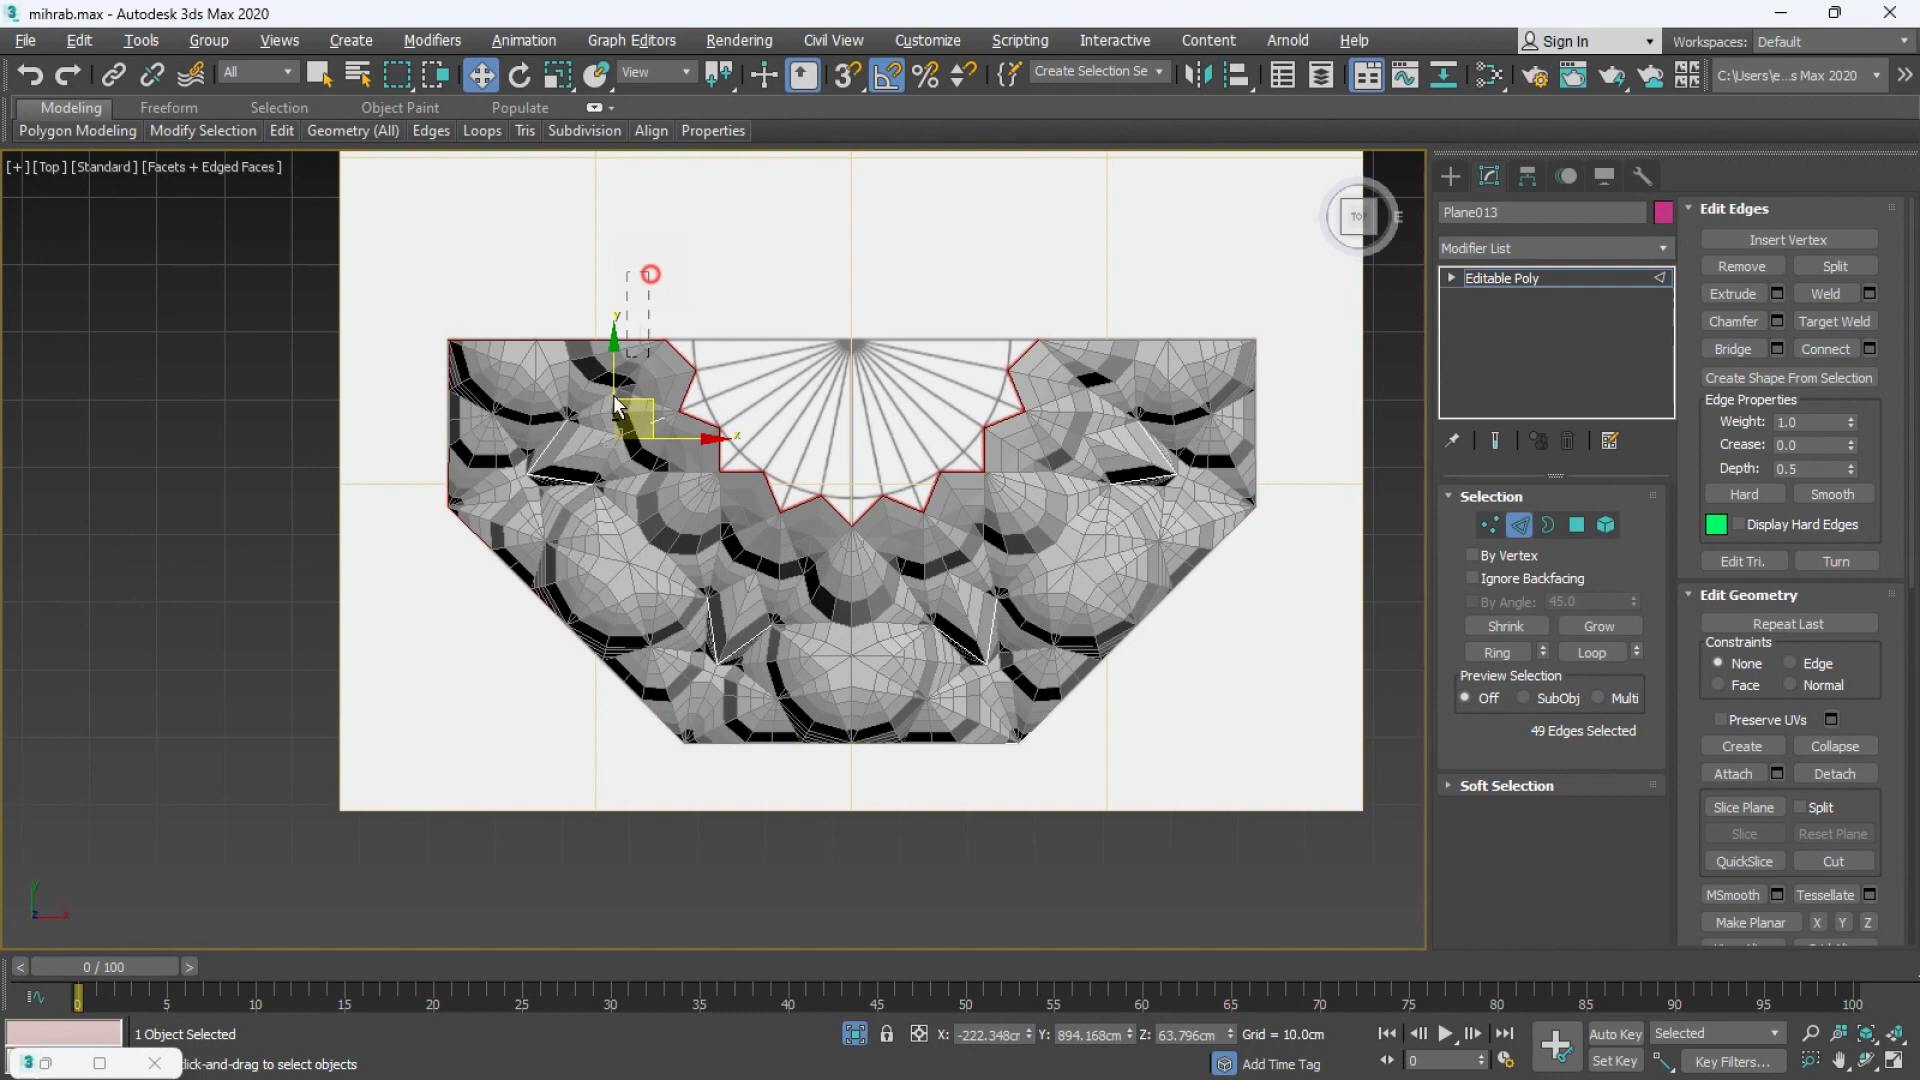 mihrab.max - Autodesk 3ds Max 2020
File Edit Tools Group Views Create Modifiers Animation Graph Editors Rendering Civil View Customize Scripting Interactive Content Arnold Help
Sign In Workspaces: Default
All View Create Selection Se C:\Users\e...s Max 2020
Modeling Freeform Selection Object Paint Populate
Polygon Modeling Modify Selection Edit Geometry (All) Edges Loops Tris Subdivision Align Properties
[+] [Top] [Standard] [Facets + Edged Faces]
TOP E
y
x
Plane013
Modifier List
Editable Poly
Selection
By Vertex
Ignore Backfacing
By Angle: 45.0
Shrink Grow
Ring Loop
Preview Selection
Off SubObj Multi
49 Edges Selected
Soft Selection
Edit Edges
Insert Vertex
Remove Split
Extrude Weld
Chamfer Target Weld
Bridge Connect
Create Shape From Selection
Edge Properties
Weight: 1.0
Crease: 0.0
Depth: 0.5
Hard Smooth
Display Hard Edges
Edit Tri. Turn
Edit Geometry
Repeat Last
Constraints
None Edge
Face Normal
Preserve UVs
Create Collapse
Attach Detach
Slice Plane Split
Slice Reset Plane
QuickSlice Cut
MSmooth Tessellate
Make Planar X Y Z
y
z x
< 0 / 100 >
0 5 10 15 20 25 30 35 40 45 50 55 60 65 70 75 80 85 90 95 100
1 Object Selected
X: -222.348cr Y: 894.168cm Z: 63.796cm Grid = 10.0cm
Auto Key Selected
3 lick-and-drag to select objects
Add Time Tag
0
Set Key Key Filters...